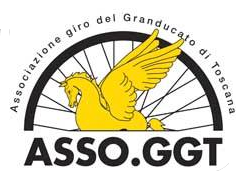 Associazione giro del Granducato di Toscana
ASSO.GGT